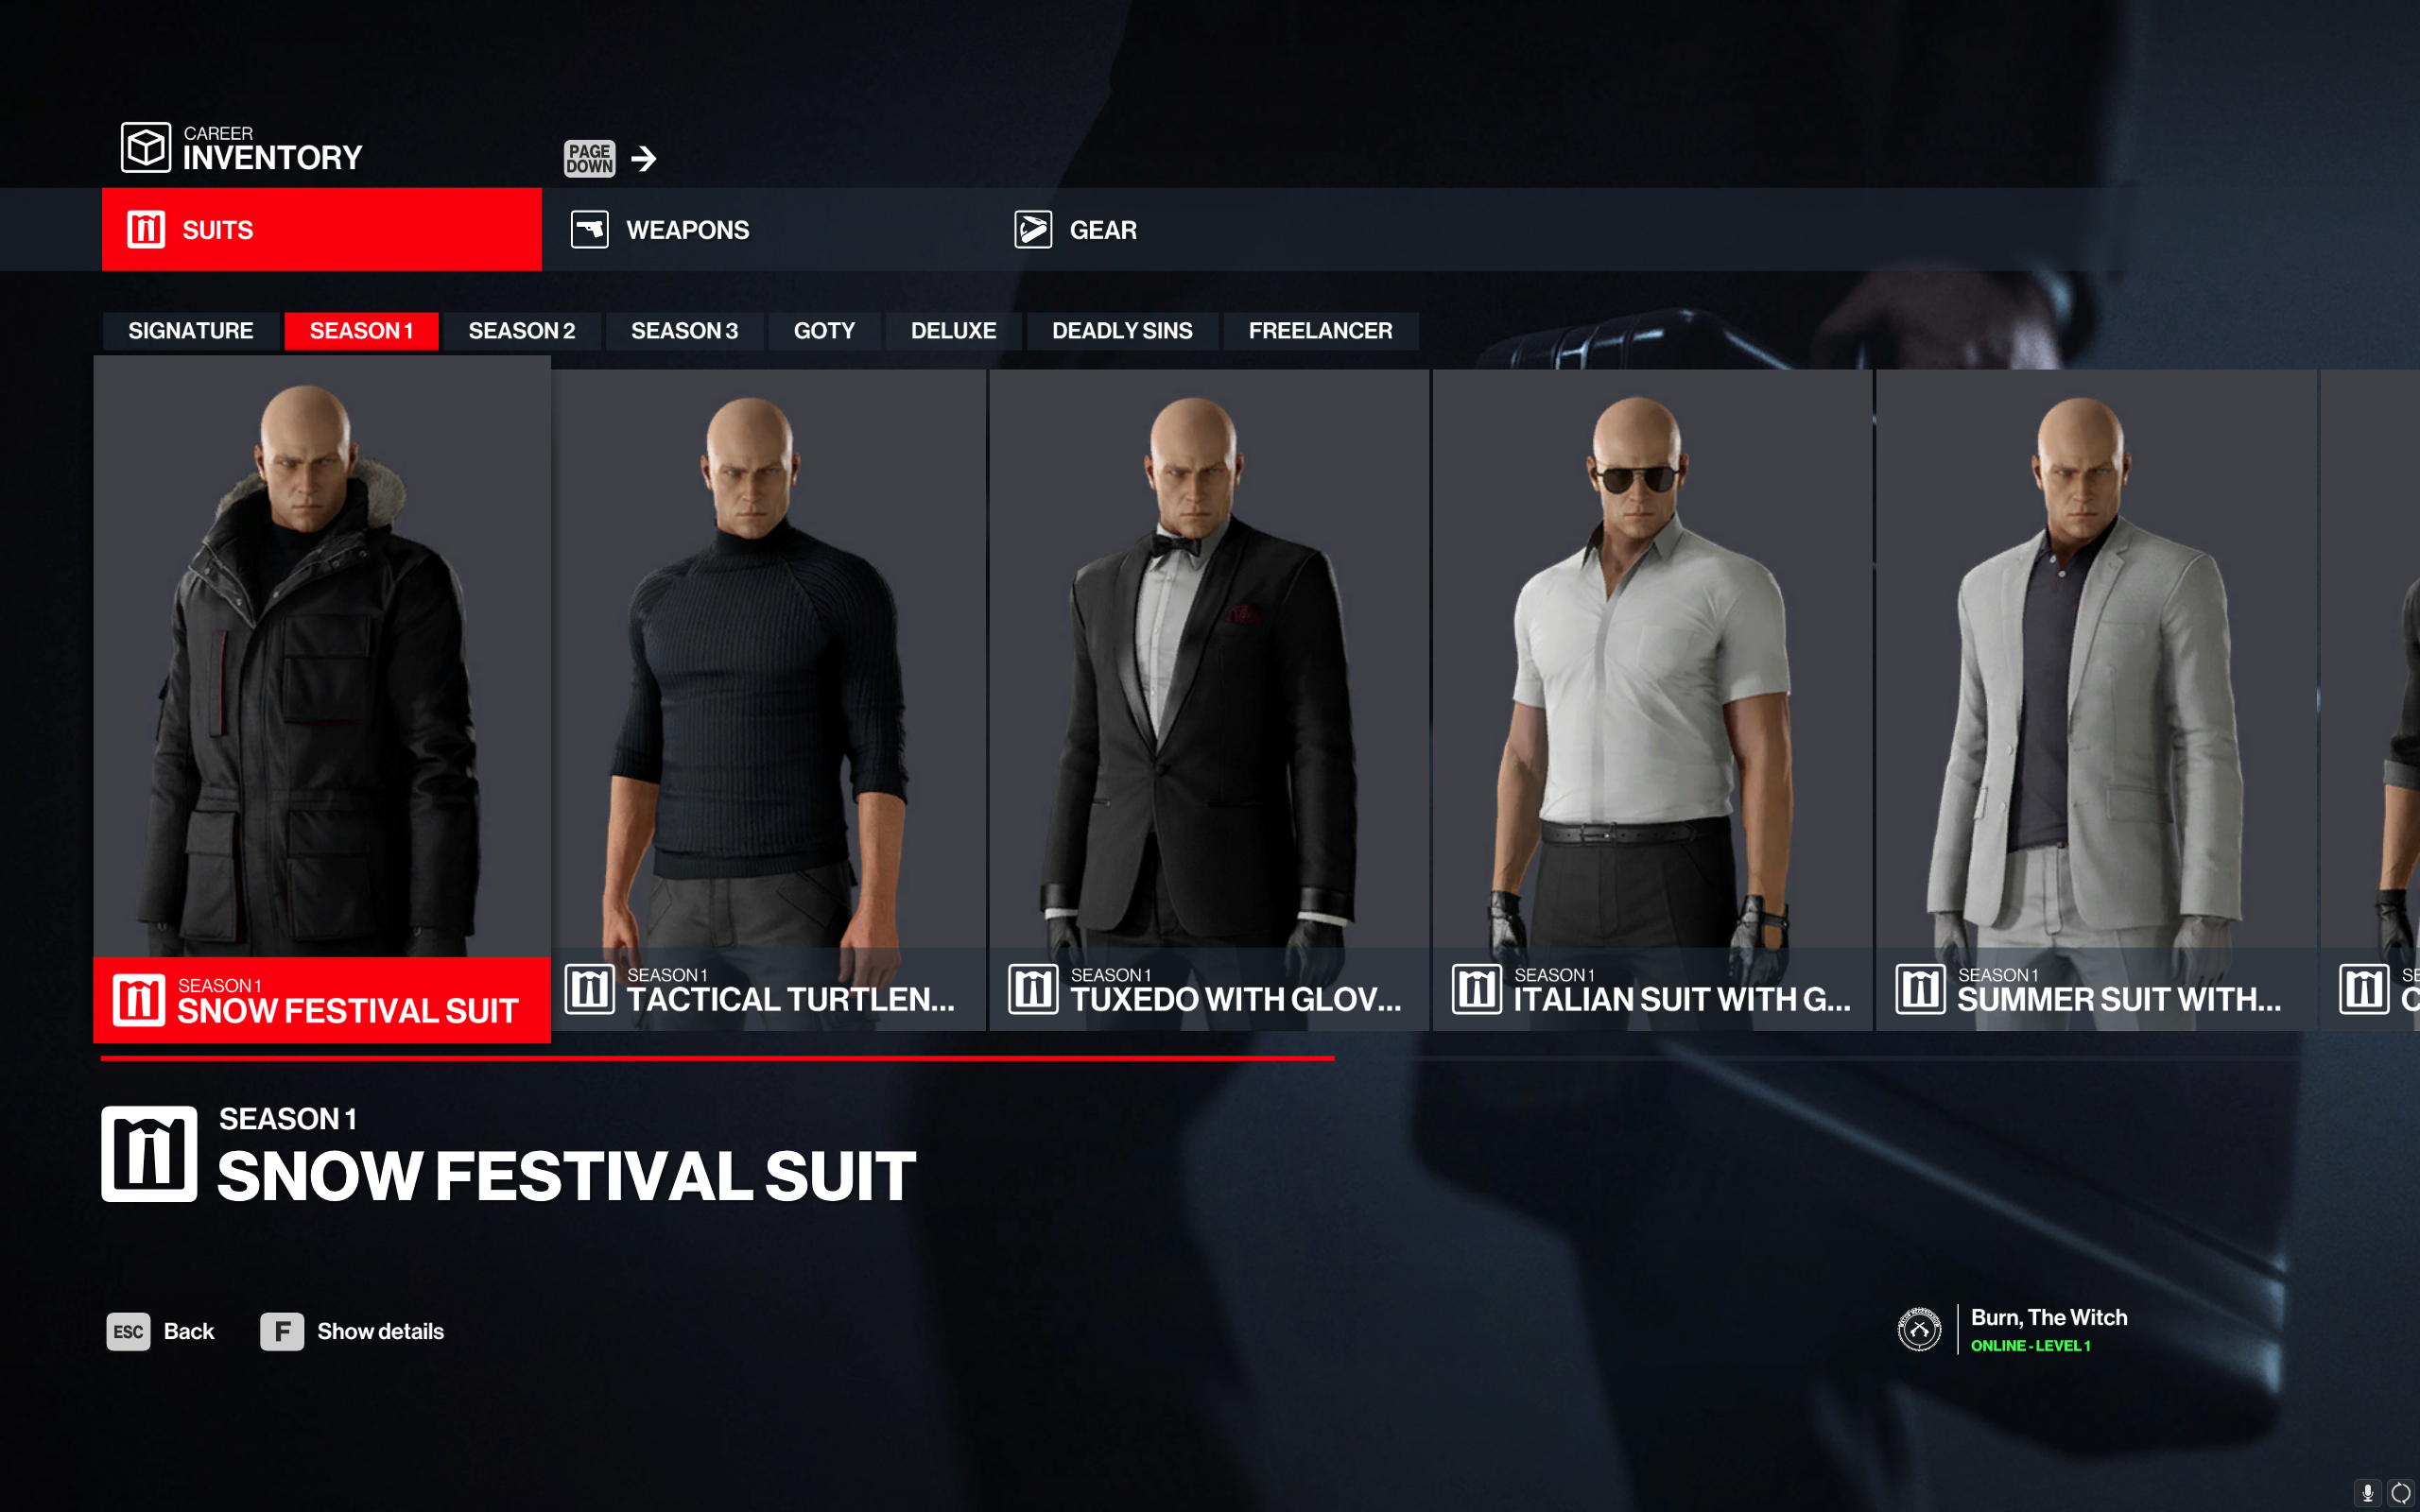 CAREER
INVENTORY
PAGE DOWN
SUITS
WEAPONS
GEAR
SIGNATURE
SEASON 1
SEASON 2
SEASON 3
GOTY
DELUXE
DEADLY SINS
FREELANCER
SEASON 1
SNOW FESTIVAL SUIT
SEASON 1
TACTICAL TURTLEN...
SEASON 1
TUXEDO WITH GLOV...
SEASON 1
ITALIAN SUIT WITH G...
SEASON 1
SUMMER SUIT WITH...
SEASON 1
SNOW FESTIVAL SUIT
ESC Back
F Show details
Burn, The Witch
ONLINE - LEVEL 1